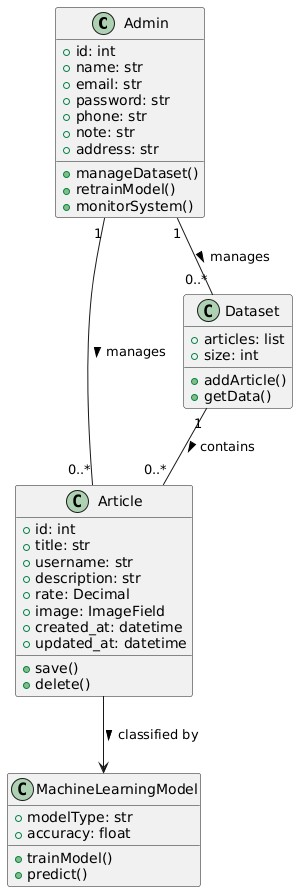 C Admin
id: int
name: str
email: str
password: str
phone: str
note: str
address: str
manageDataset()
retrainModel()
monitorSystem()
1
1
manages
0..*
C Dataset
articles: list
size: int
addArticle()
getData()
manages
1
contains
0..*
0..*
C Article
id: int
title: str
username: str
description: str
rate: Decimal
image: ImageField
created_at: datetime
updated_at: datetime
save()
delete()
classified by
C MachineLearningModel
modelType: str
accuracy: float
trainModel()
predict()